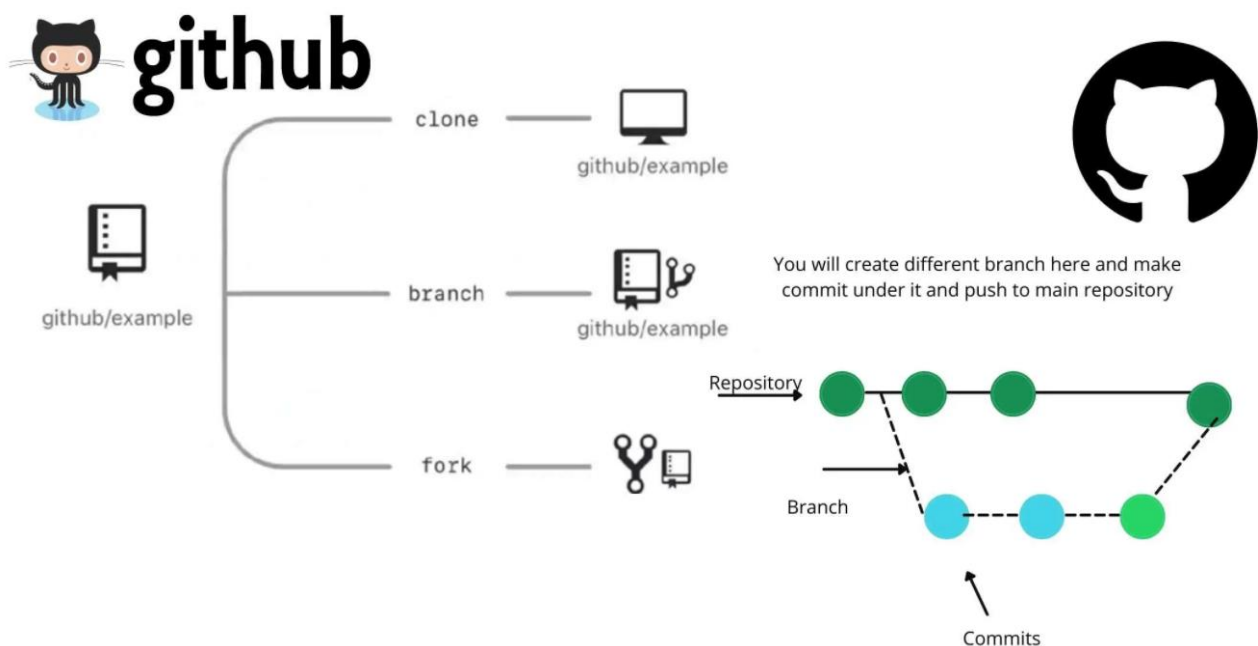 github
clone
github/example
github/example
branch
github/example
fork
You will create different branch here and make
commit under it and push to main repository
Repository
Branch
Commits